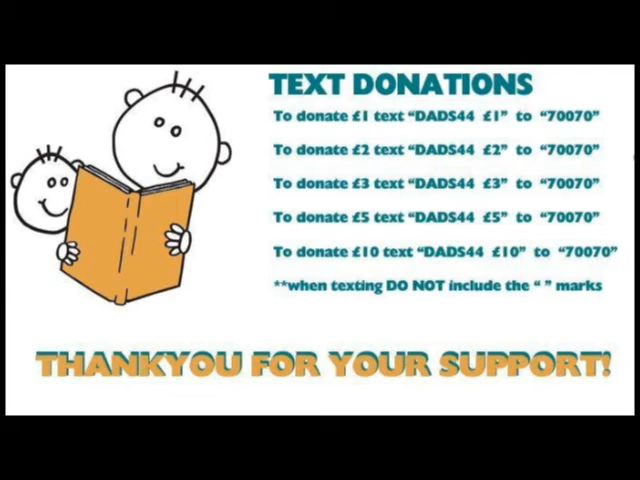 TEXT DONATIONS
To donate £1 text “DADS44 £1” to “70070”
To donate £2 text “DADS44 £2” to “70070”
To donate £3 text “DADS44 £3” to “70070”
To donate £5 text “DADS44 £5” to “70070”
To donate £10 text “DADS44 £10” to “70070”
**when texting DO NOT include the “ ” marks
THANKYOU FOR YOUR SUPPORT!